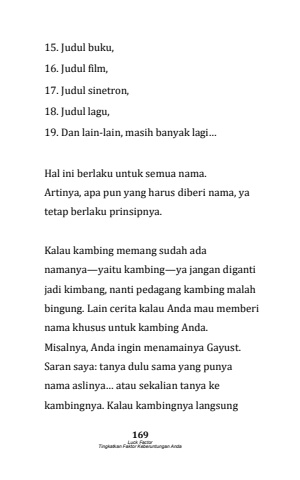 15. Judul buku,
16. Judul film,
17. Judul sinetron,
18. Judul lagu,
19. Dan lain-lain, masih banyak lagi…
Hal ini berlaku untuk semua nama.
Artinya, apa pun yang harus diberi nama, ya
tetap berlaku prinsipnya.
Kalau kambing memang sudah ada
namanya—yaitu kambing—ya jangan diganti
jadi kimbang, nanti pedagang kambing malah
bingung. Lain cerita kalau Anda mau memberi
nama khusus untuk kambing Anda.
Misalnya, Anda ingin menamainya Gayust.
Saran saya: tanya dulu sama yang punya
nama aslinya… atau sekalian tanya ke
kambingnya. Kalau kambingnya langsung
169
Luck Factor
Tingkatkan Faktor Keberuntungan Anda